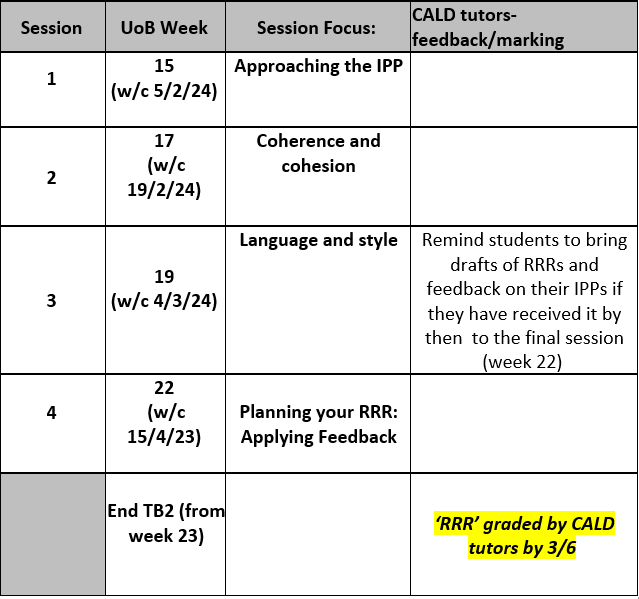 Session
UoB Week
Session Focus:
CALD tutors-
feedback/marking
1
15
(w/c 5/2/24)
Approaching the IPP
2
17
(w/c
19/2/24)
Coherence and
cohesion
3
19
(w/c 4/3/24)
Language and style
Remind students to bring
drafts of RRRs and
feedback on their IPPs if
they have received it by
then to the final session
(week 22)
4
22
(w/c
15/4/23)
Planning your RRR:
Applying Feedback
End TB2 (from
week 23)
‘RRR’ graded by CALD
tutors by 3/6